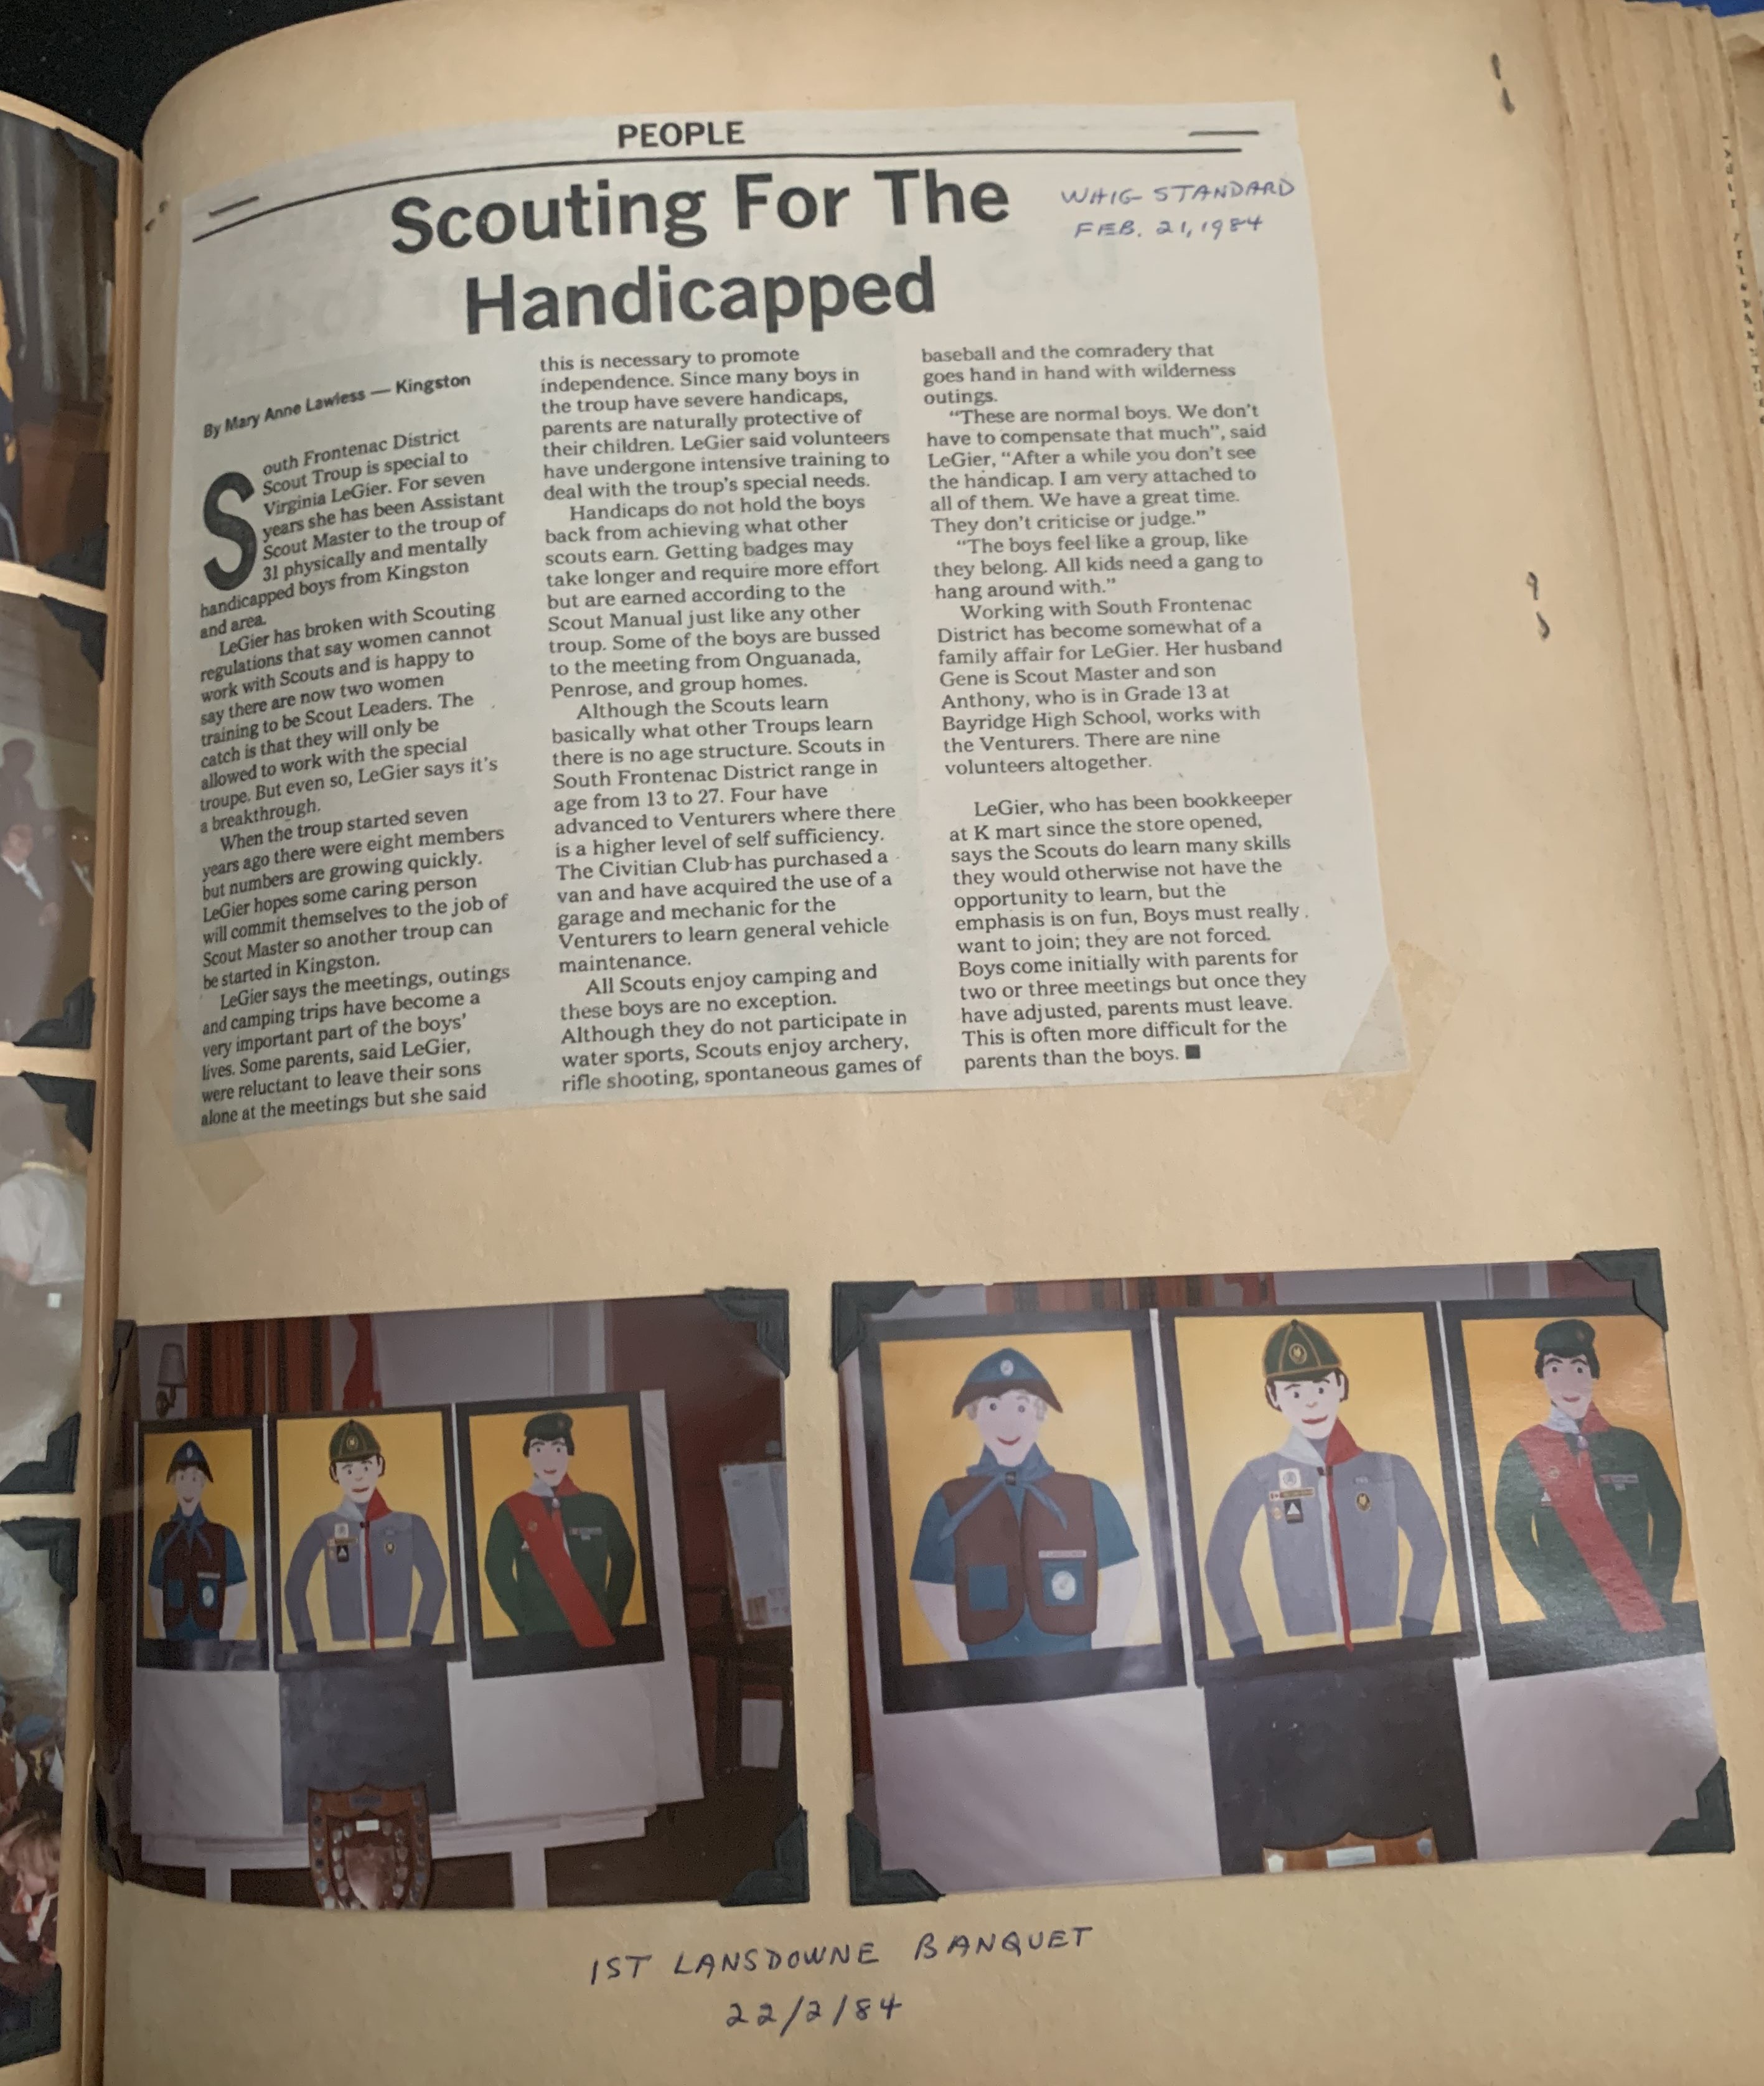 PEOPLE
Scouting For The
Handicapped
WHIG STANDARD
FEB. 21, 1984
By Mary Anne Lawless — Kingston
South Frontenac District
Scout Troup is special to
Virginia LeGier. For seven
years she has been Assistant
Scout Master to the troup of
31 physically and mentally
handicapped boys from Kingston
and area.
LeGier has broken with Scouting
regulations that say women cannot
work with Scouts and is happy to
say there are now two women
training to be Scout Leaders. The
catch is that they will only be
allowed to work with the special
troupe. But even so, LeGier says it's
a breakthrough.
When the troup started seven
years ago there were eight members
but numbers are growing quickly.
LeGier hopes some caring person
will commit themselves to the job of
Scout Master so another troup can
be started in Kingston.
LeGier says the meetings, outings
and camping trips have become a
very important part of the boys'
lives. Some parents, said LeGier,
were reluctant to leave their sons
alone at the meetings but she said
this is necessary to promote
independence. Since many boys in
the troup have severe handicaps,
parents are naturally protective of
their children. LeGier said volunteers
have undergone intensive training to
deal with the troup's special needs.
Handicaps do not hold the boys
back from achieving what other
scouts earn. Getting badges may
take longer and require more effort
but are earned according to the
Scout Manual just like any other
troup. Some of the boys are bussed
to the meeting from Onguanada,
Penrose, and group homes.
Although the Scouts learn
basically what other Troups learn
there is no age structure. Scouts in
South Frontenac District range in
age from 13 to 27. Four have
advanced to Venturers where there
is a higher level of self sufficiency.
The Civitian Club has purchased a
van and have acquired the use of a
garage and mechanic for the
Venturers to learn general vehicle
maintenance.
All Scouts enjoy camping and
these boys are no exception.
Although they do not participate in
water sports, Scouts enjoy archery,
rifle shooting, spontaneous games of
baseball and the comradery that
goes hand in hand with wilderness
outings.
"These are normal boys. We don't
have to compensate that much", said
LeGier, "After a while you don't see
the handicap. I am very attached to
all of them. We have a great time.
They don't criticise or judge."
"The boys feel like a group, like
they belong. All kids need a gang to
hang around with."
Working with South Frontenac
District has become somewhat of a
family affair for LeGier. Her husband
Gene is Scout Master and son
Anthony, who is in Grade 13 at
Bayridge High School, works with
the Venturers. There are nine
volunteers altogether.
LeGier, who has been bookkeeper
at K mart since the store opened,
says the Scouts do learn many skills
they would otherwise not have the
opportunity to learn, but the
emphasis is on fun, Boys must really
want to join; they are not forced.
Boys come initially with parents for
two or three meetings but once they
have adjusted, parents must leave.
This is often more difficult for the
parents than the boys. ■
1ST LANSDOWNE BANQUET
22/2/84